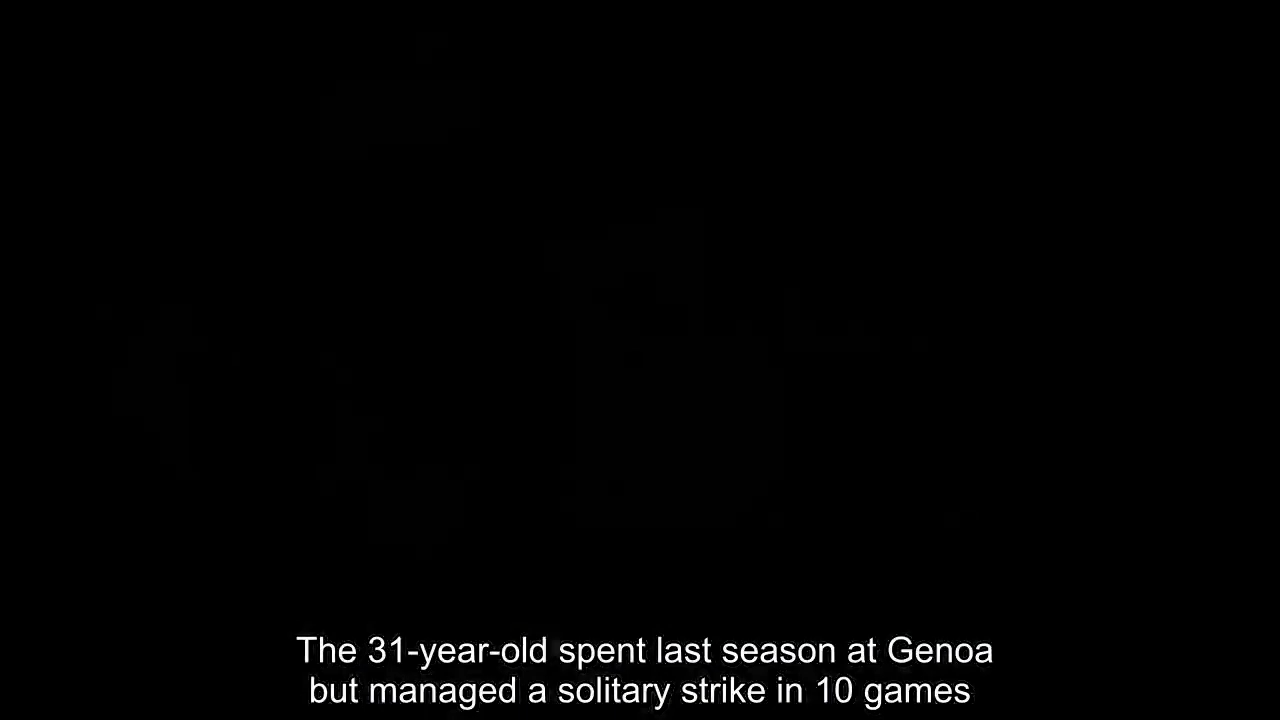 The 31-year-old spent last season at Genoa
but managed a solitary strike in 10 games